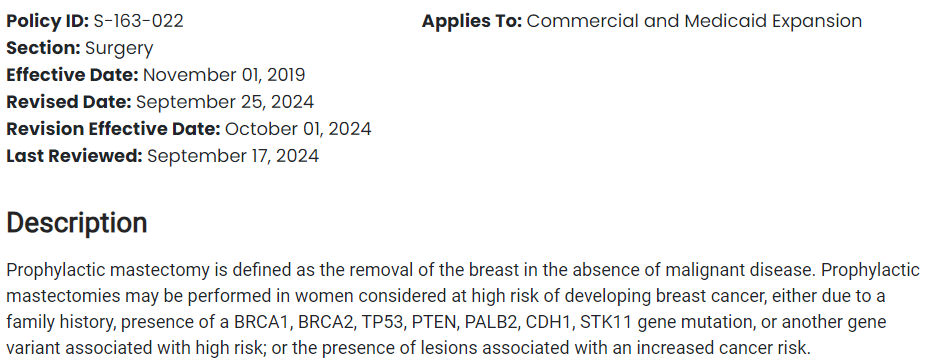 Policy ID: S-163-022
Applies To: Commercial and Medicaid Expansion
Section: Surgery
Effective Date: November 01, 2019
Revised Date: September 25, 2024
Revision Effective Date: October 01, 2024
Last Reviewed: September 17, 2024
Description
Prophylactic mastectomy is defined as the removal of the breast in the absence of malignant disease. Prophylactic
mastectomies may be performed in women considered at high risk of developing breast cancer, either due to a
family history, presence of a BRCA1, BRCA2, TP53, PTEN, PALB2, CDH1, STK11 gene mutation, or another gene
variant associated with high risk; or the presence of lesions associated with an increased cancer risk.